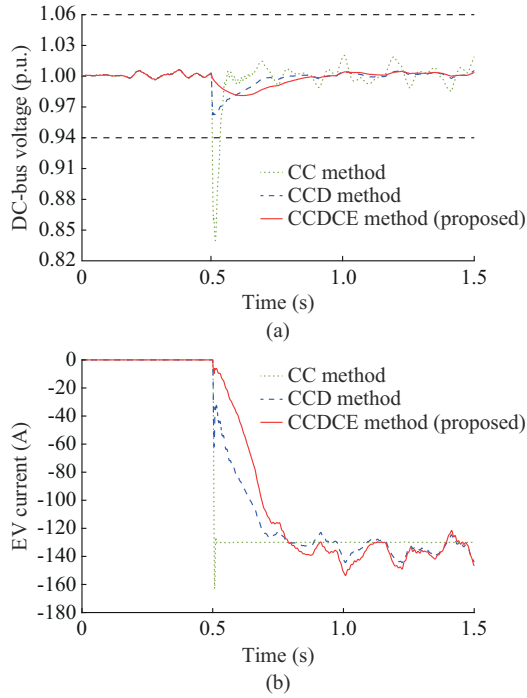 1.06
1.00
0.97
0.94
0.91
0.88
0.85
0.82
DC-bus voltage (p.u.)
CC method
CCD method
CCDCE method (proposed)
0 0.5 1.0 1.5
Time (s)
(a)
0
-20
-40
-60
-80
-100
-120
-140
-160
-180
EV current (A)
CC method
CCD method
CCDCE method (proposed)
0 0.5 1.0 1.5
Time (s)
(b)